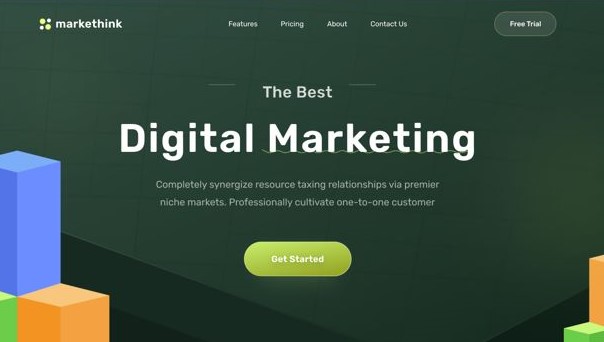 markethink
Features
Pricing
About
Contact Us
Free Trial
The Best
Digital Marketing
Completely synergize resource taxing relationships via premier
niche markets. Professionally cultivate one-to-one customer
Get Started